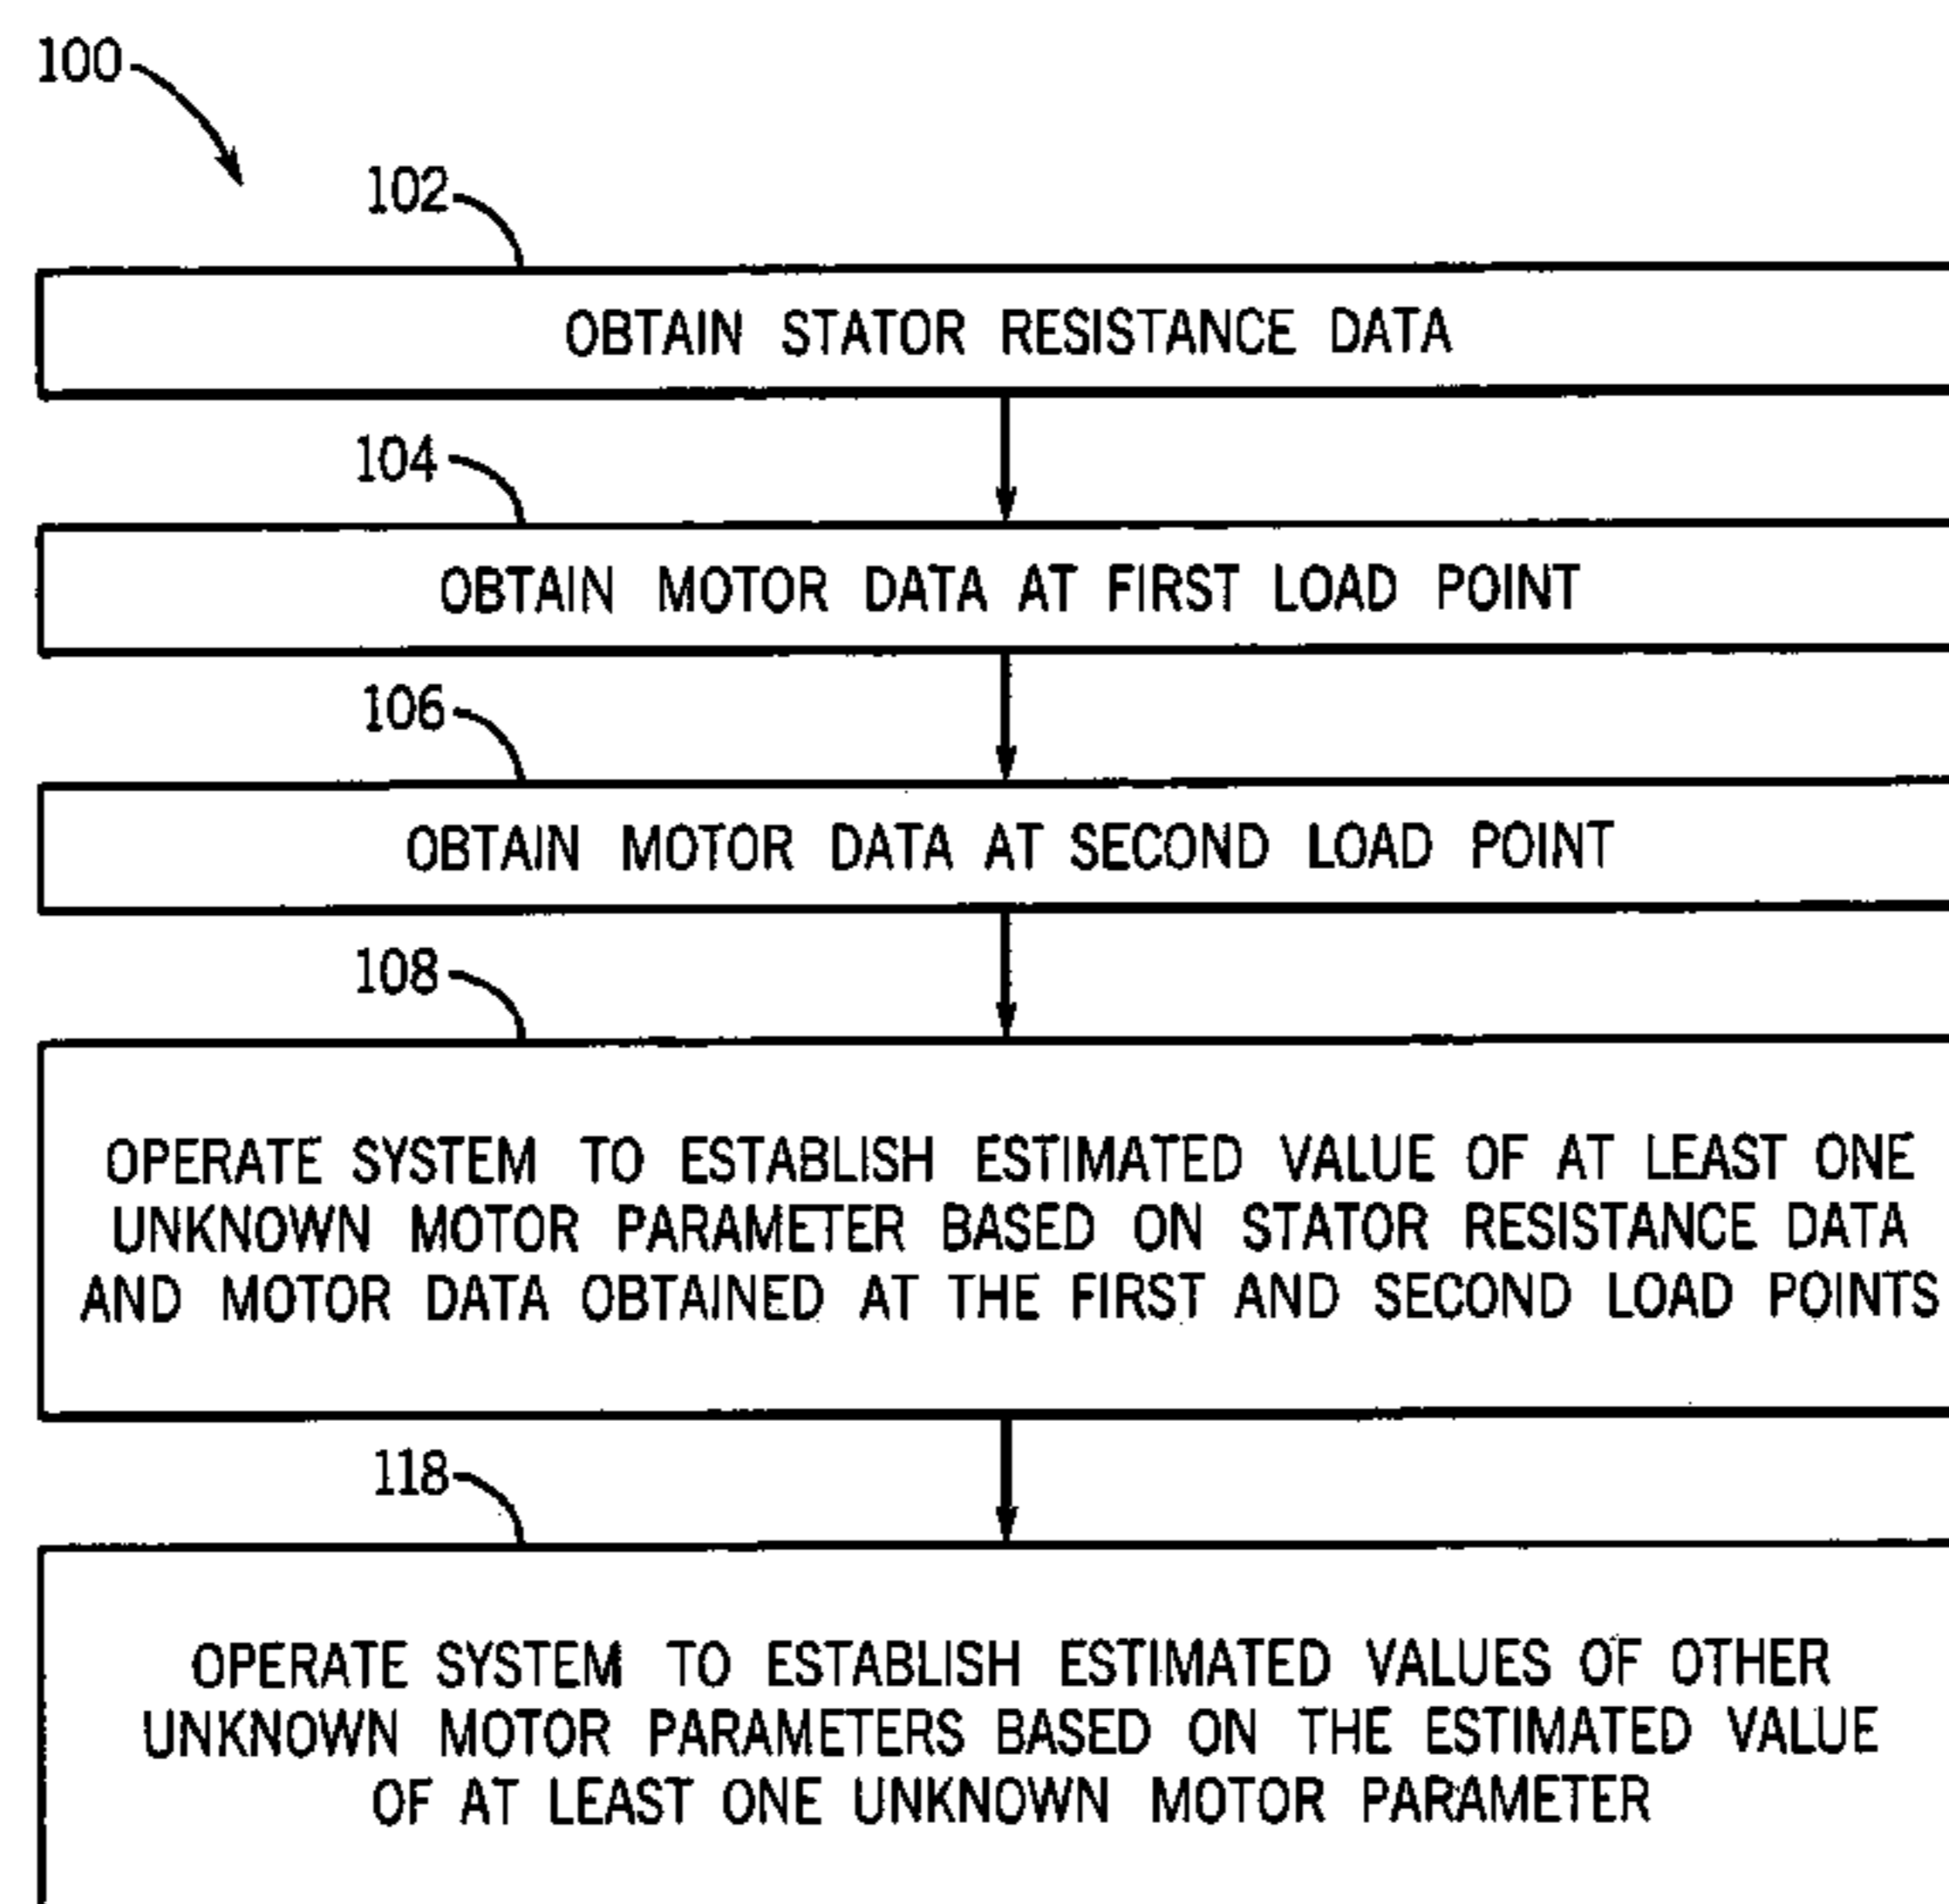 100
102
OBTAIN STATOR RESISTANCE DATA
104
OBTAIN MOTOR DATA AT FIRST LOAD POINT
106
OBTAIN MOTOR DATA AT SECOND LOAD POINT
108
OPERATE SYSTEM TO ESTABLISH ESTIMATED VALUE OF AT LEAST ONE
UNKNOWN MOTOR PARAMETER BASED ON STATOR RESISTANCE DATA
AND MOTOR DATA OBTAINED AT THE FIRST AND SECOND LOAD POINTS
118
OPERATE SYSTEM TO ESTABLISH ESTIMATED VALUES OF OTHER
UNKNOWN MOTOR PARAMETERS BASED ON THE ESTIMATED VALUE
OF AT LEAST ONE UNKNOWN MOTOR PARAMETER